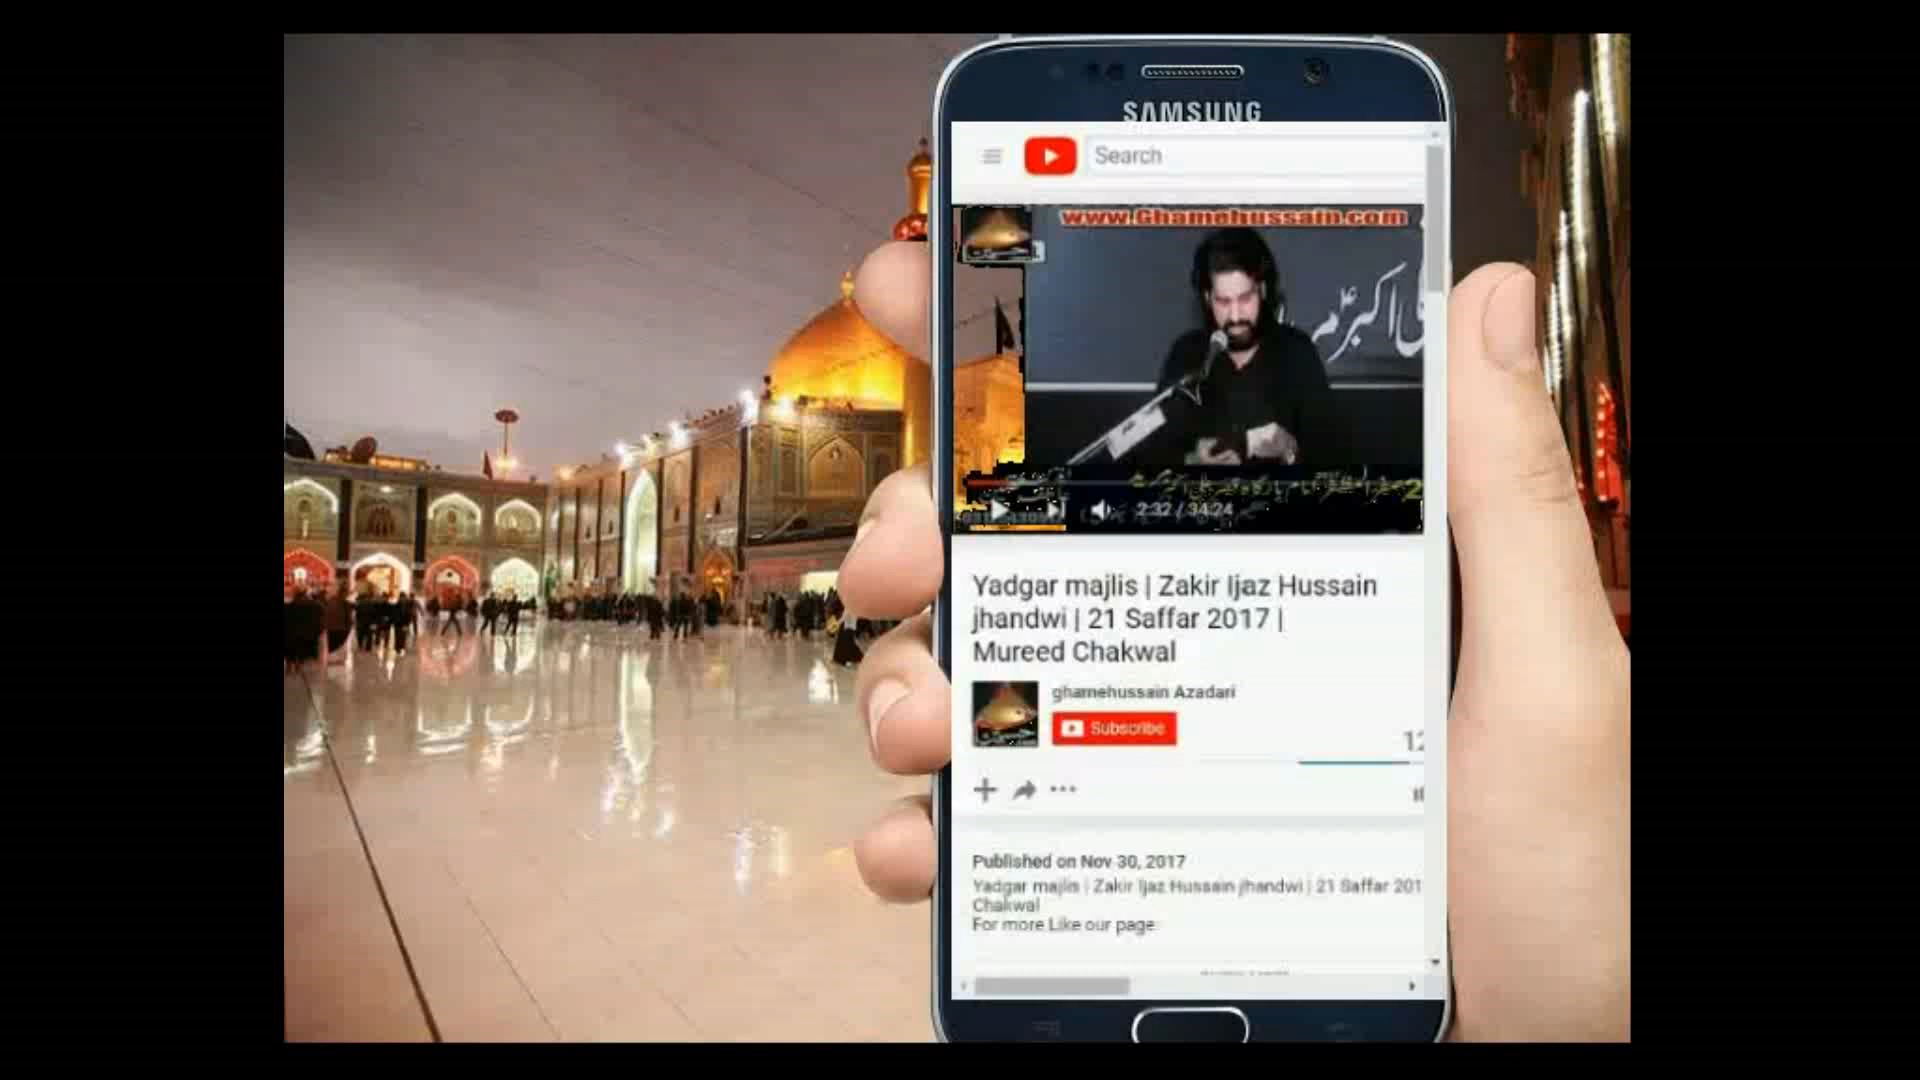 SAMSUNG
Search
www.Ghamehussain.com
اکبرؑ
2:32 / 34:24
Yadgar majlis | Zakir Ijaz Hussain
jhandwi | 21 Saffar 2017 |
Mureed Chakwal
ghamehussain Azadari
Subscribe
12
Published on Nov 30, 2017
Yadgar majlis | Zakir Ijaz Hussain jhandwi | 21 Saffar 201
Chakwal
For more Like our page: